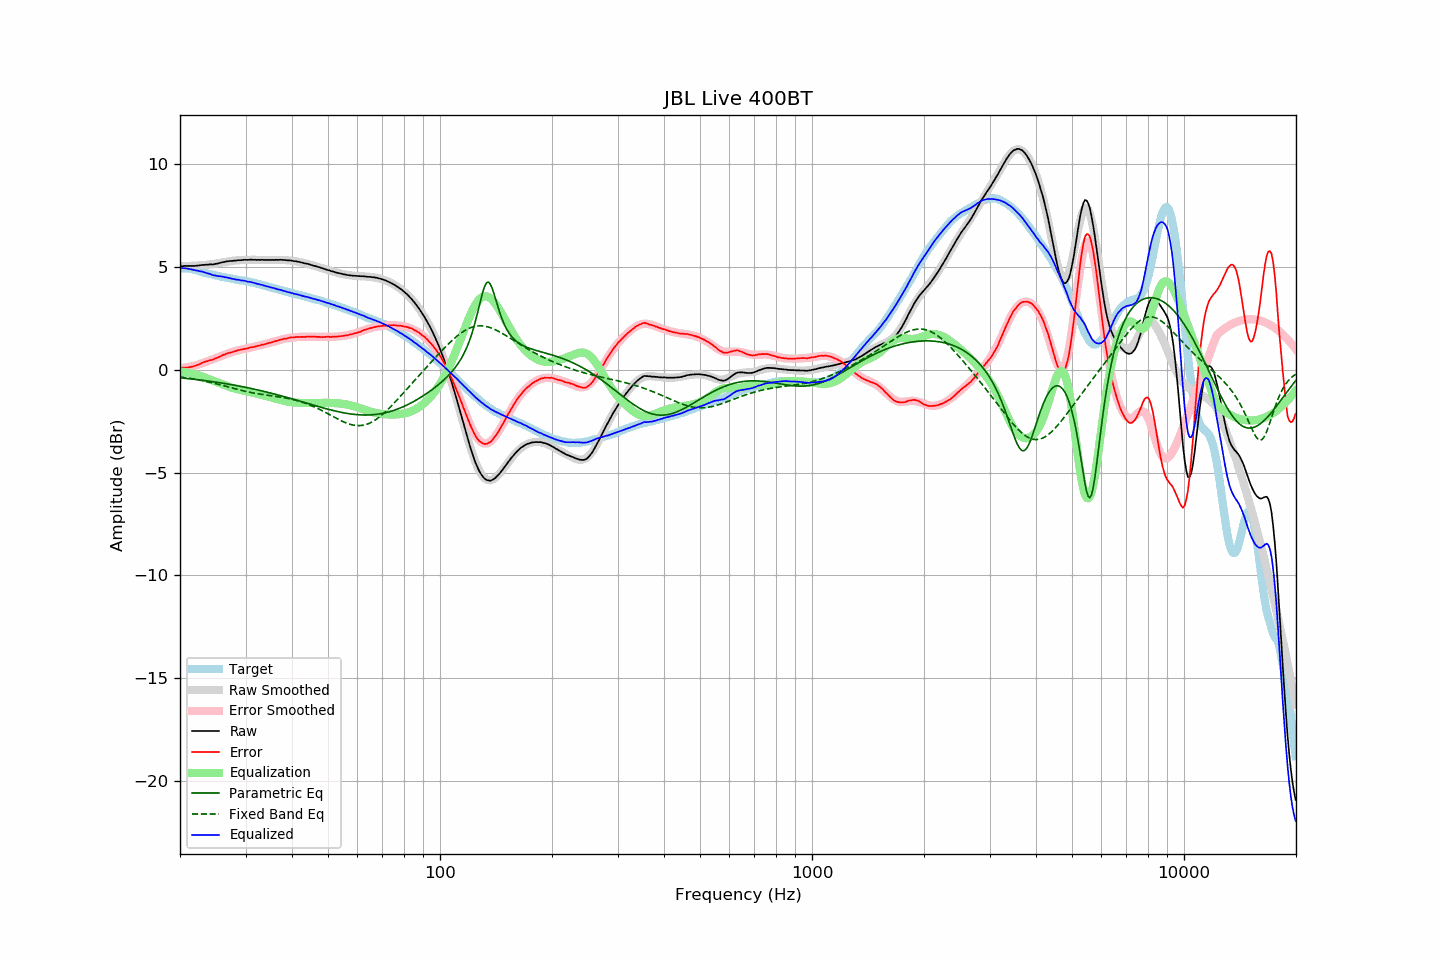 JBL Live 400BT
10
5
0
−5
−10
−15
−20
Amplitude (dBr)
Target
Raw Smoothed
Error Smoothed
Raw
Error
Equalization
Parametric Eq
Fixed Band Eq
Equalized
100
1000
10000
Frequency (Hz)